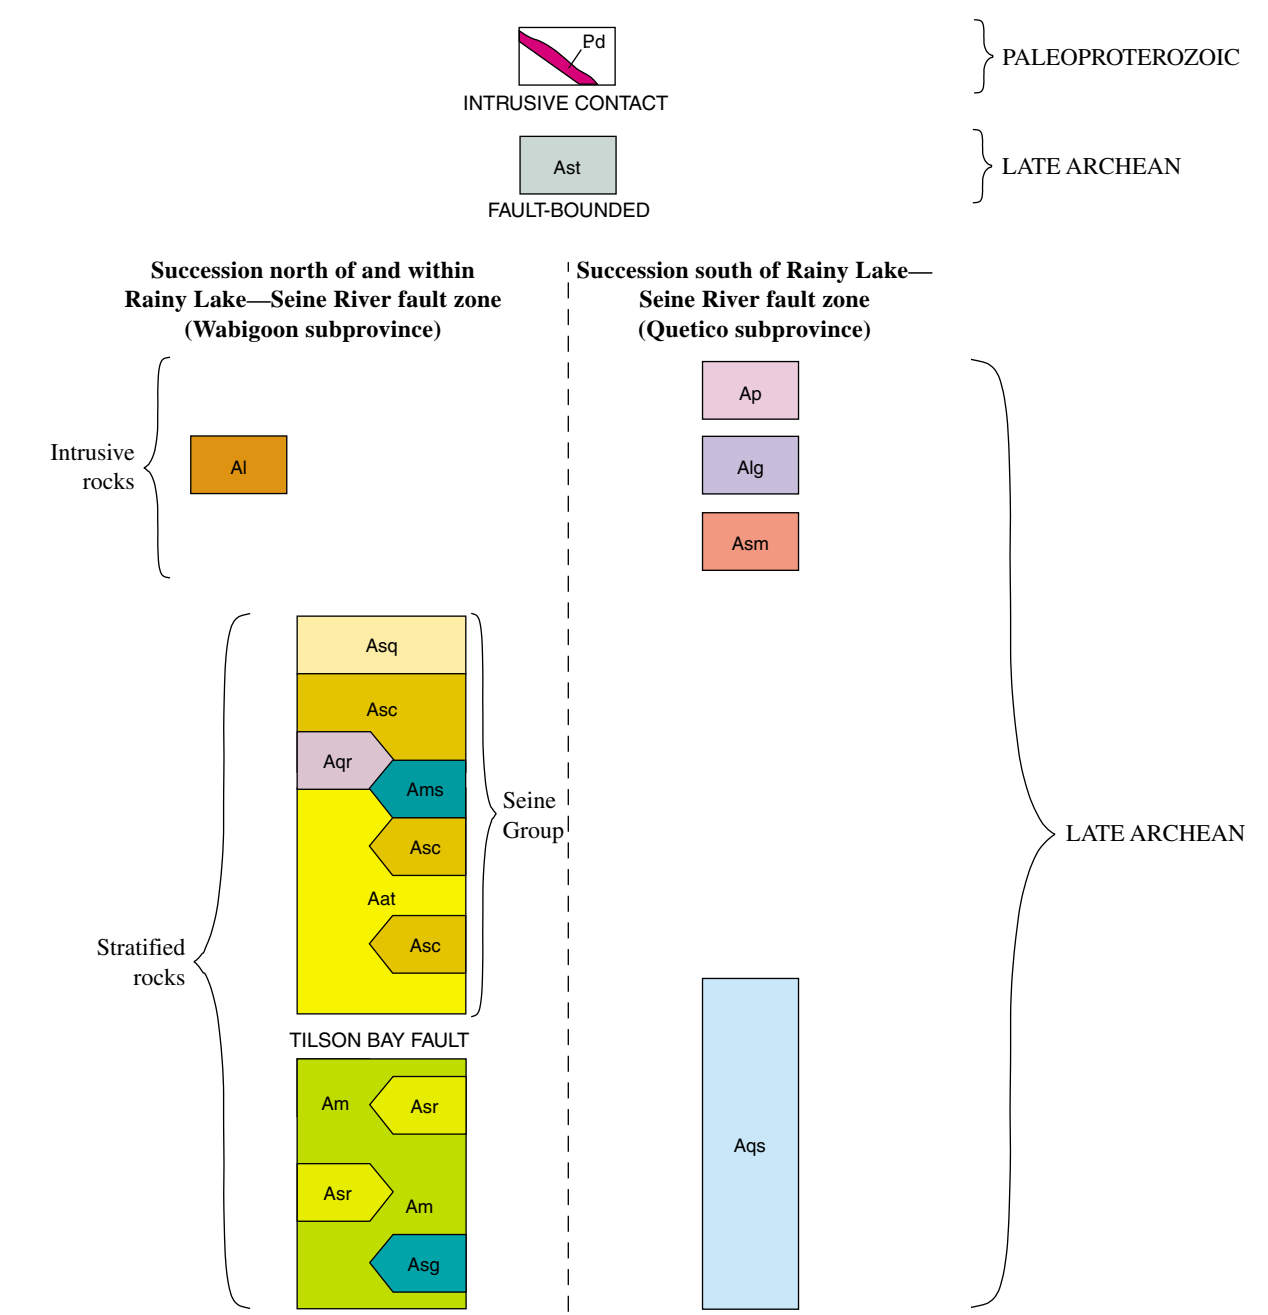 Pd
PALEOPROTEROZOIC
INTRUSIVE CONTACT
Ast
LATE ARCHEAN
FAULT-BOUNDED
Succession north of and within
Rainy Lake—Seine River fault zone
(Wabigoon subprovince)
Succession south of Rainy Lake—
Seine River fault zone
(Quetico subprovince)
Intrusive
rocks
Al
Ap
Alg
Asm
Asq
Asc
Aqr
Ams
Asc
Aat
Asc
Seine
Group
Stratified
rocks
TILSON BAY FAULT
Am
Asr
Asr
Am
Asg
Aqs
LATE ARCHEAN